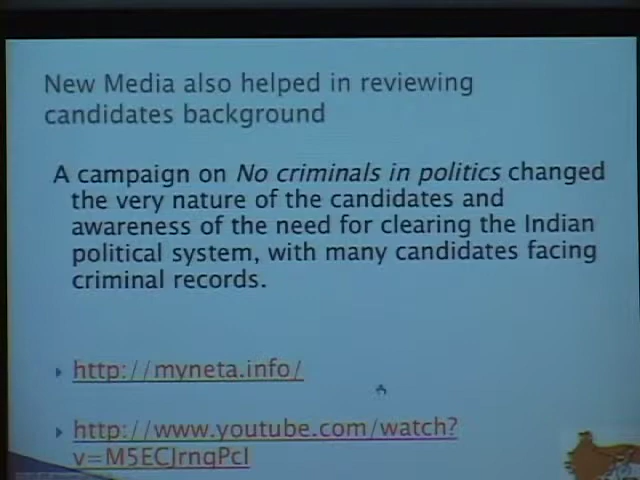 New Media also helped in reviewing
candidates background
A campaign on No criminals in politics changed
the very nature of the candidates and
awareness of the need for clearing the Indian
political system, with many candidates facing
criminal records.
http://myneta.info/
http://www.youtube.com/watch?
v=M5ECJrnqPcI